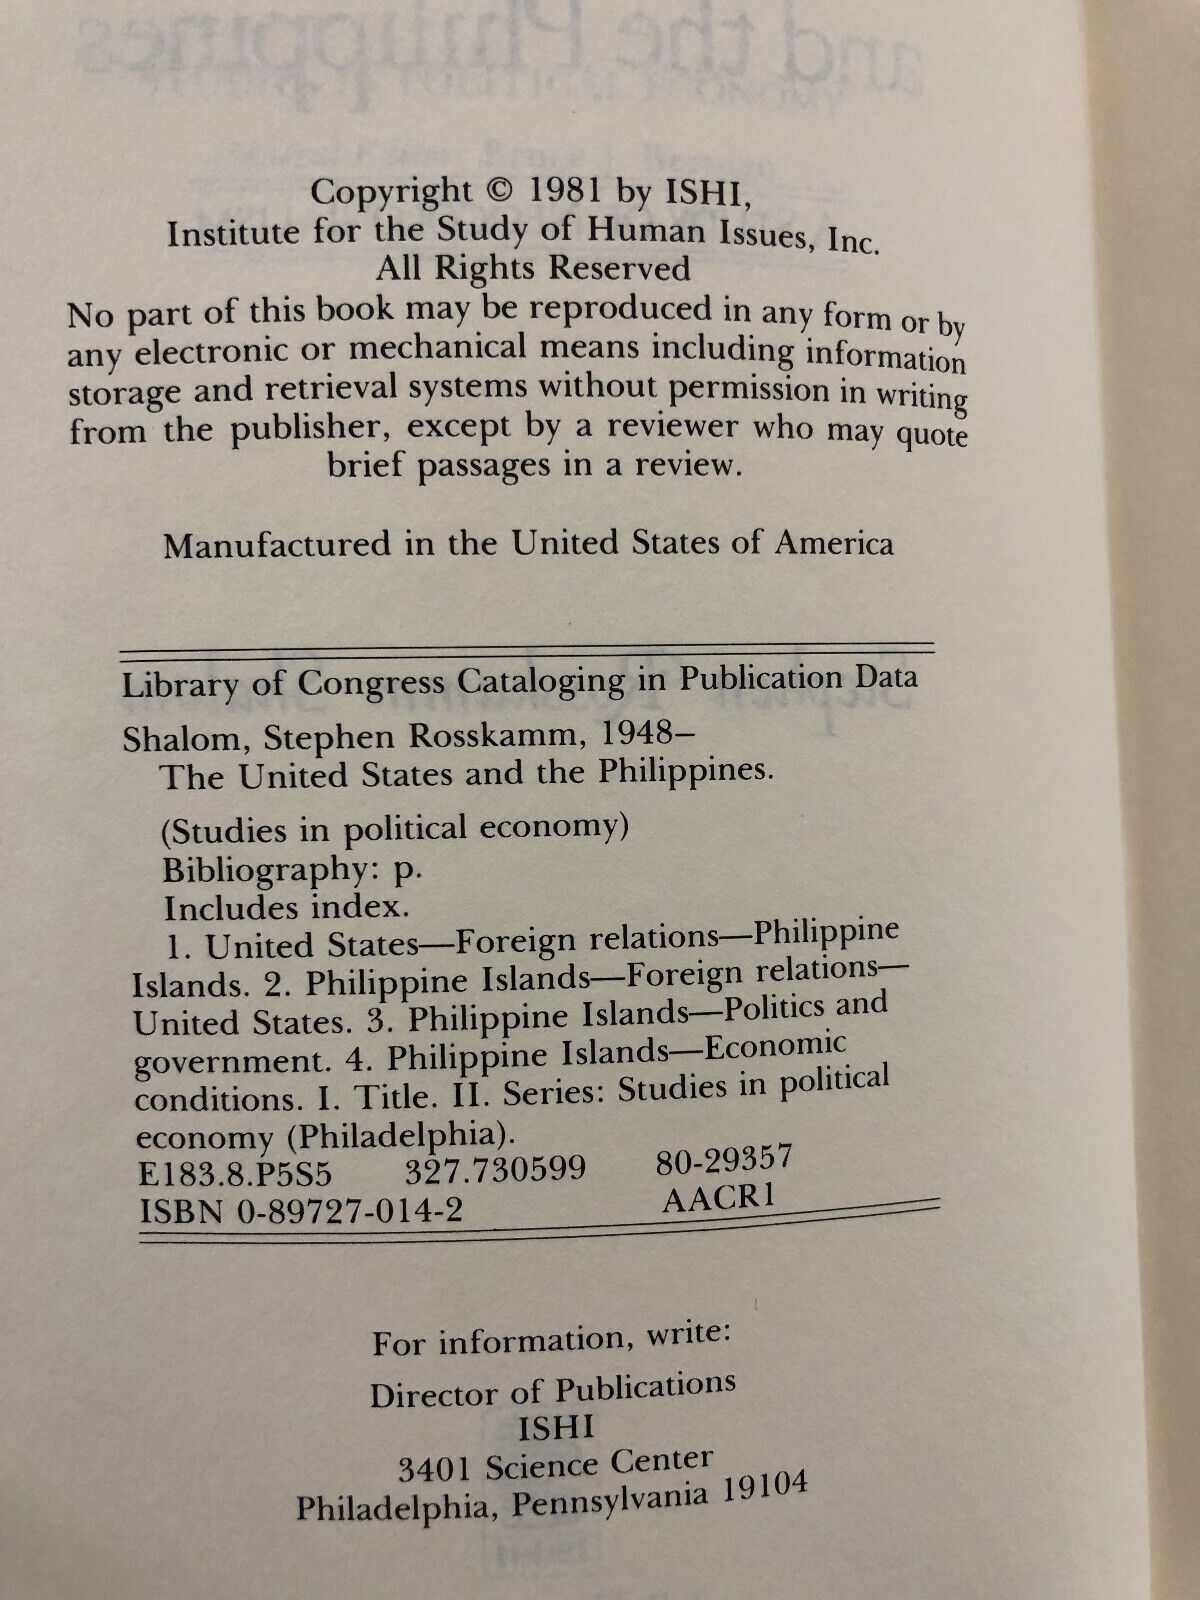 and the Philippines
Copyright © 1981 by ISHI,
Institute for the Study of Human Issues, Inc.
All Rights Reserved
No part of this book may be reproduced in any form or by
any electronic or mechanical means including information
storage and retrieval systems without permission in writing
from the publisher, except by a reviewer who may quote
brief passages in a review.
Manufactured in the United States of America
Library of Congress Cataloging in Publication Data
Shalom, Stephen Rosskamm, 1948–
The United States and the Philippines.
(Studies in political economy)
Bibliography: p.
Includes index.
1. United States—Foreign relations—Philippine
Islands. 2. Philippine Islands—Foreign relations—
United States. 3. Philippine Islands—Politics and
government. 4. Philippine Islands—Economic
conditions. I. Title. II. Series: Studies in political
economy (Philadelphia).
E183.8.P5S5 327.730599 80-29357
ISBN 0-89727-014-2 AACR1
For information, write:
Director of Publications
ISHI
3401 Science Center
Philadelphia, Pennsylvania 19104